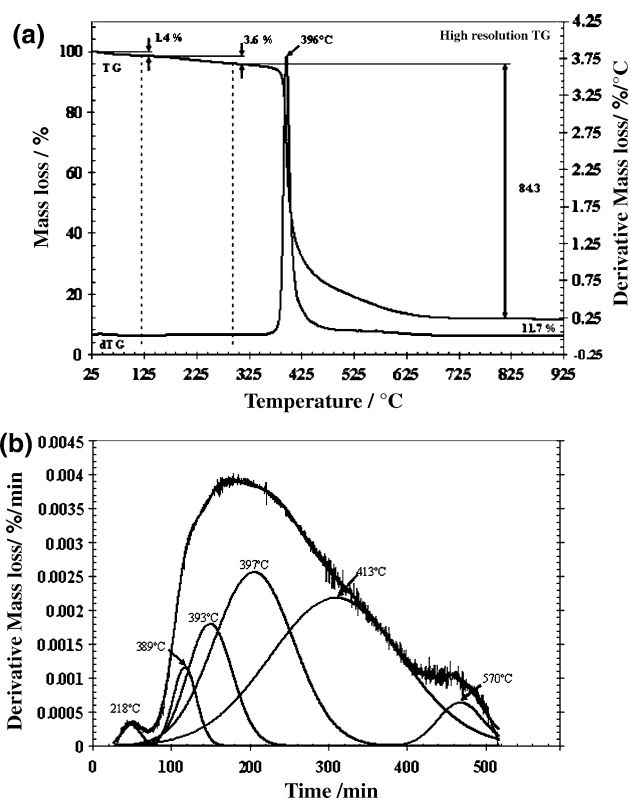 (a)
1.4 %
3.6 %
396°C
High resolution TG
4.25
100
TG
3.75
80
3.25
2.75
60
2.25
84.3
1.75
40
1.25
20
0.75
0.25
11.7 %
0
dTG
-0.25
25 125 225 325 425 525 625 725 825 925
Mass loss / %
Derivative Mass loss/ %/°C
Temperature / °C
(b)
0.0045
0.004
0.0035
0.003
0.0025
0.002
0.0015
0.001
0.0005
0
Derivative Mass loss/ %/min
397°C
413°C
393°C
389°C
570°C
218°C
0 100 200 300 400 500
Time /min